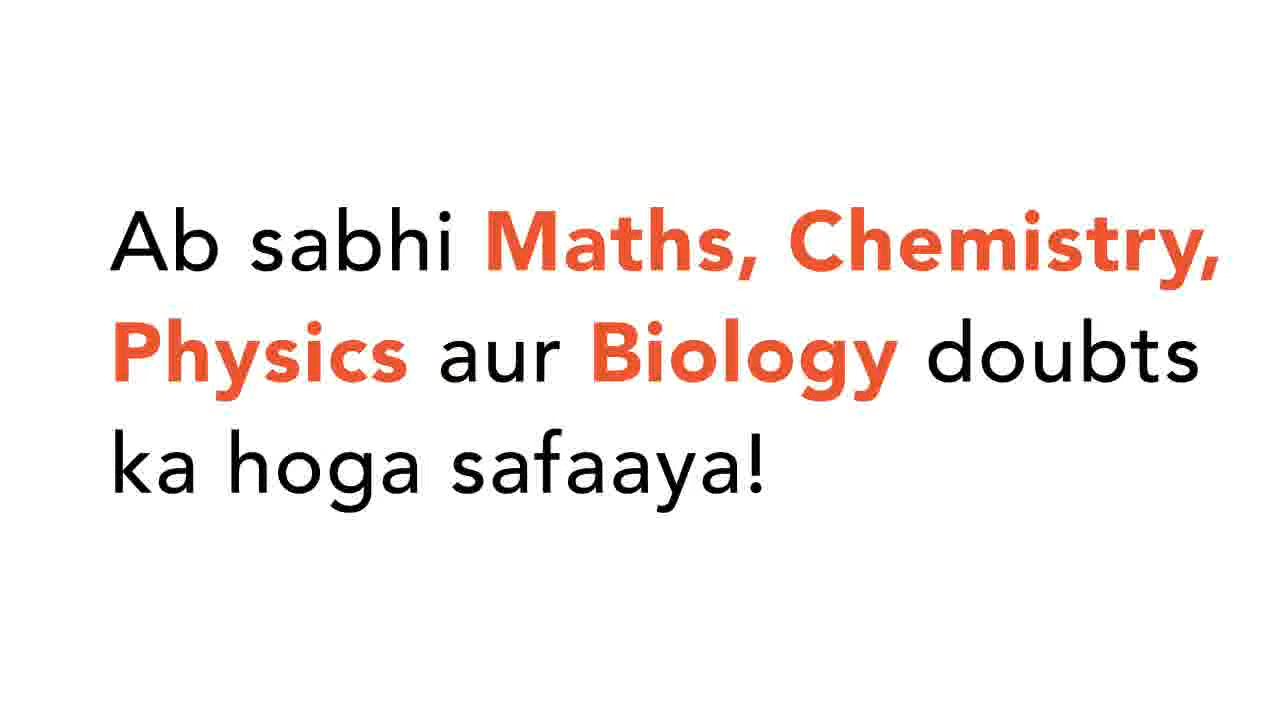 Ab sabhi Maths, Chemistry,
Physics aur Biology doubts
ka hoga safaaya!